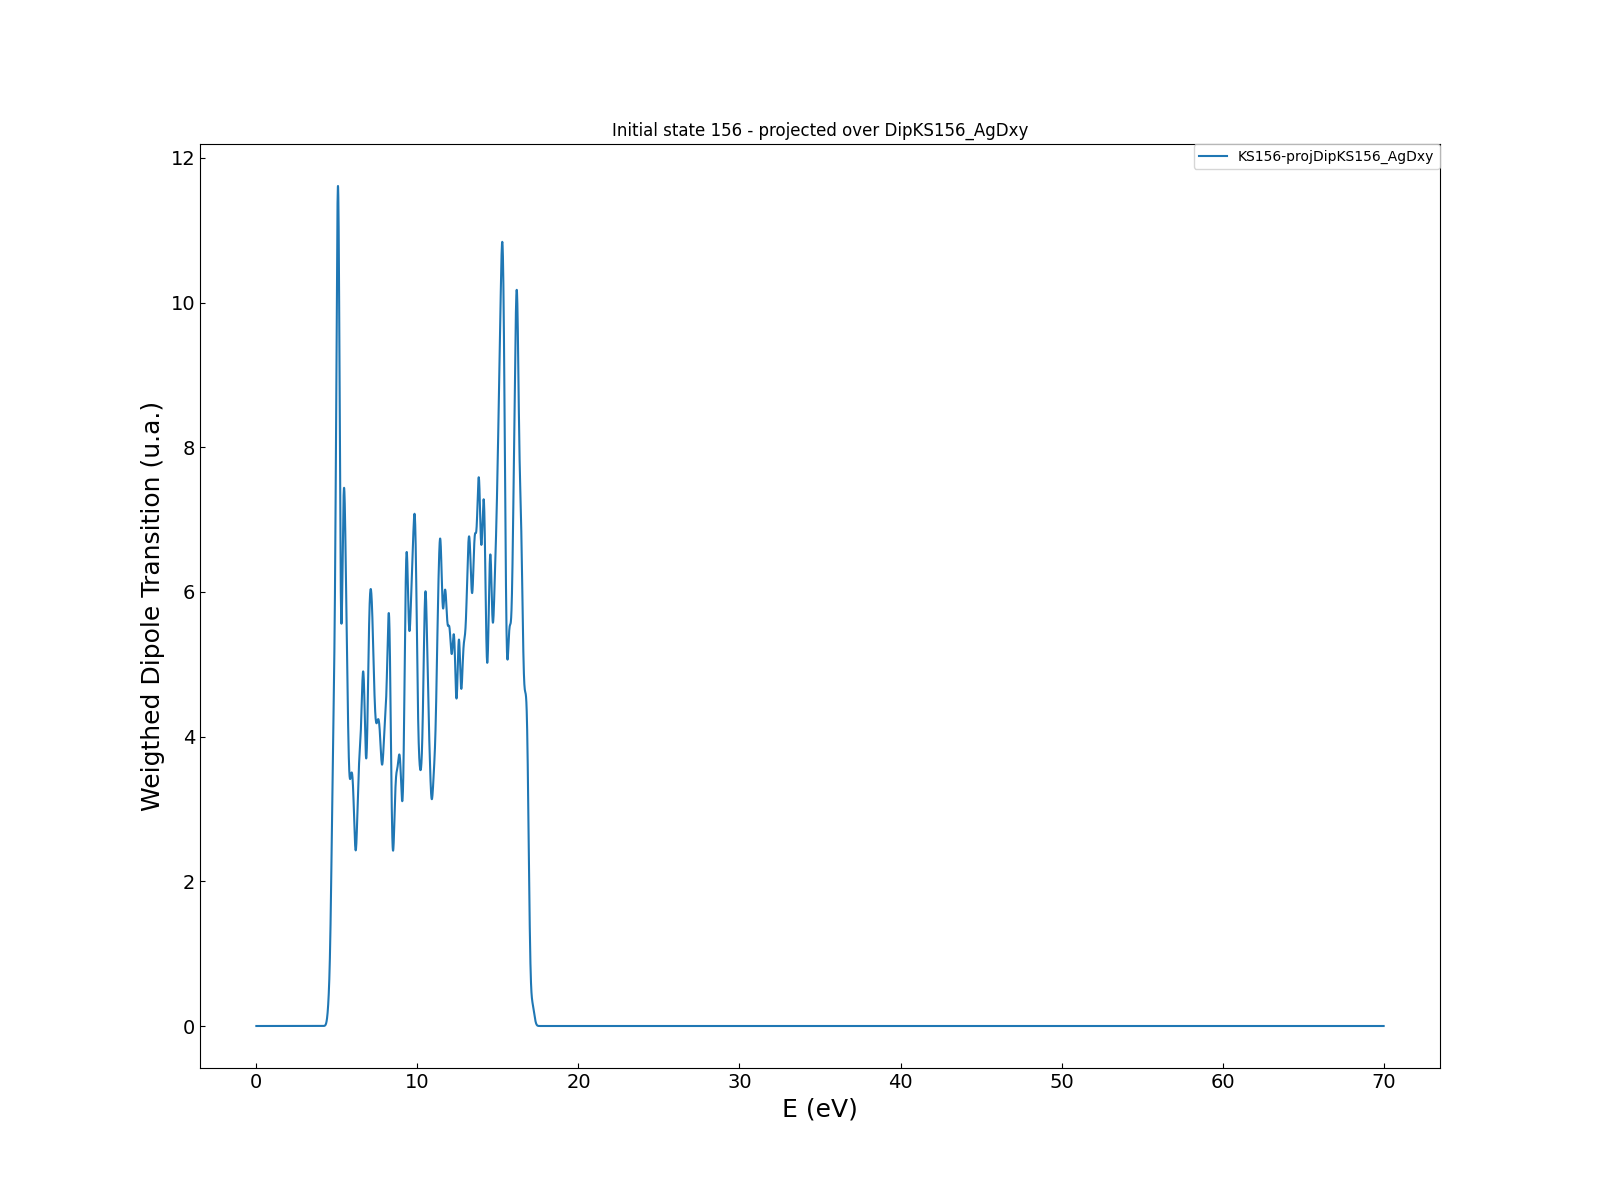 Initial state 156 - projected over DipKS156_AgDxy
KS156-projDipKS156_AgDxy
Weigthed Dipole Transition (u.a.)
12
10
8
6
4
2
0
0 10 20 30 40 50 60 70
E (eV)